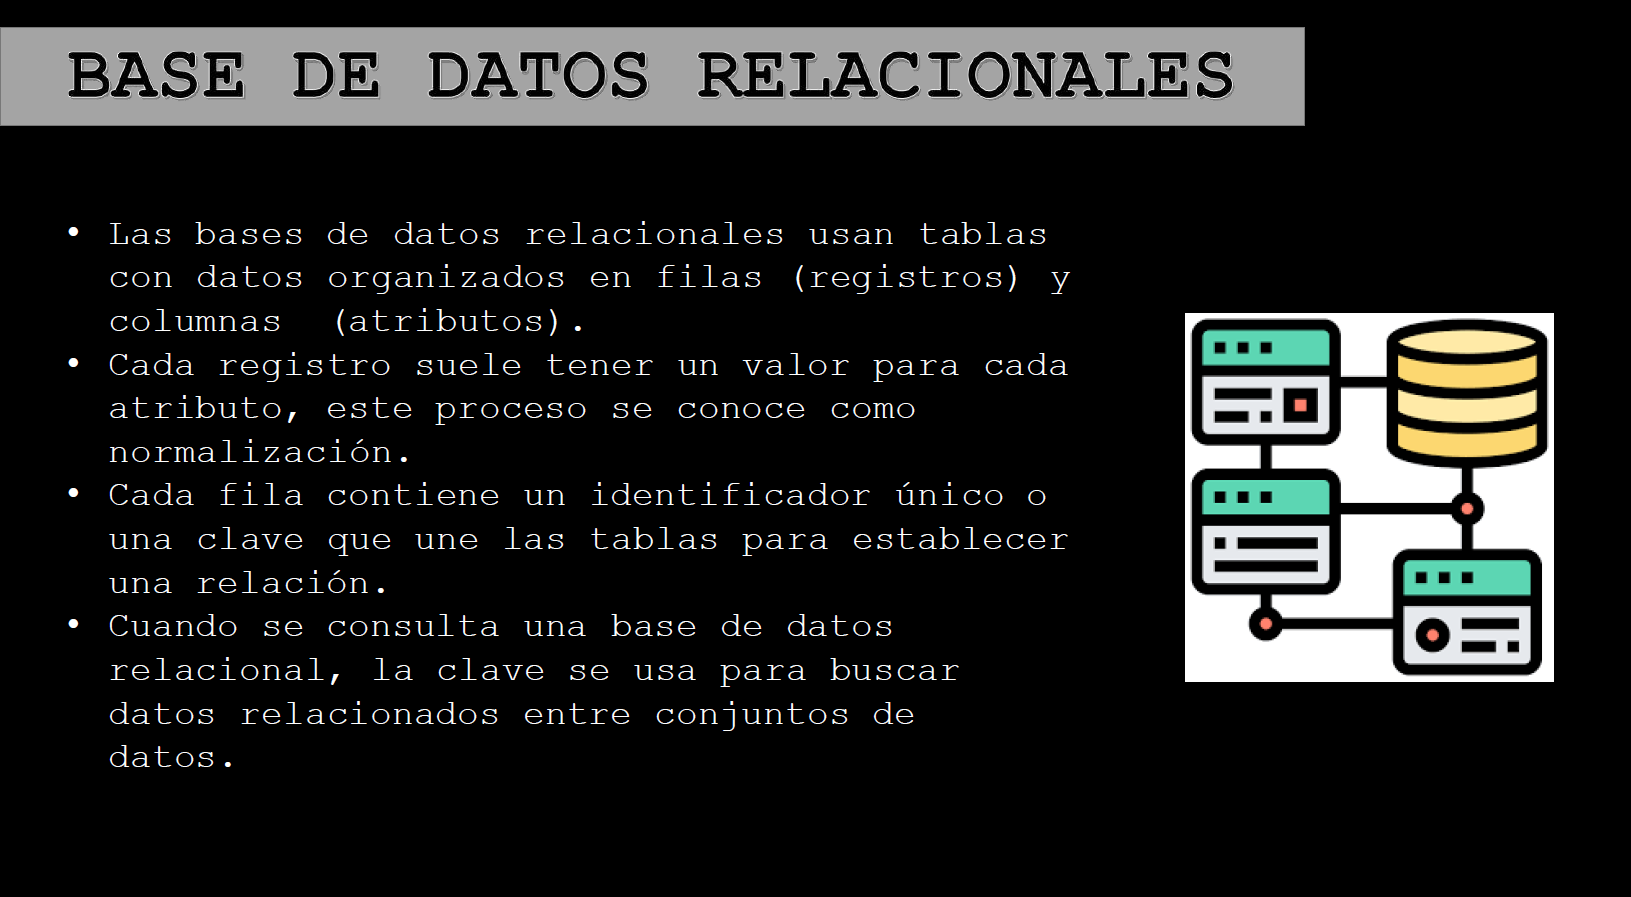 BASE DE DATOS RELACIONALES
• Las bases de datos relacionales usan tablas
con datos organizados en filas (registros) y
columnas  (atributos).
• Cada registro suele tener un valor para cada
atributo, este proceso se conoce como
normalización.
• Cada fila contiene un identificador único o
una clave que une las tablas para establecer
una relación.
• Cuando se consulta una base de datos
relacional, la clave se usa para buscar
datos relacionados entre conjuntos de
datos.